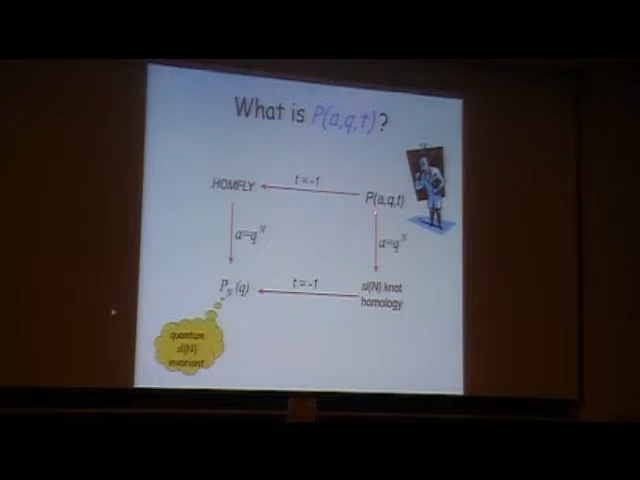 What is P(a,q,t)?
t = -1
HOMFLY
P(a,q,t)
a=q^N
a=q^N
P_N(q)
t = -1
sl(N) knot
homology
quantum
sl(N)
invariant